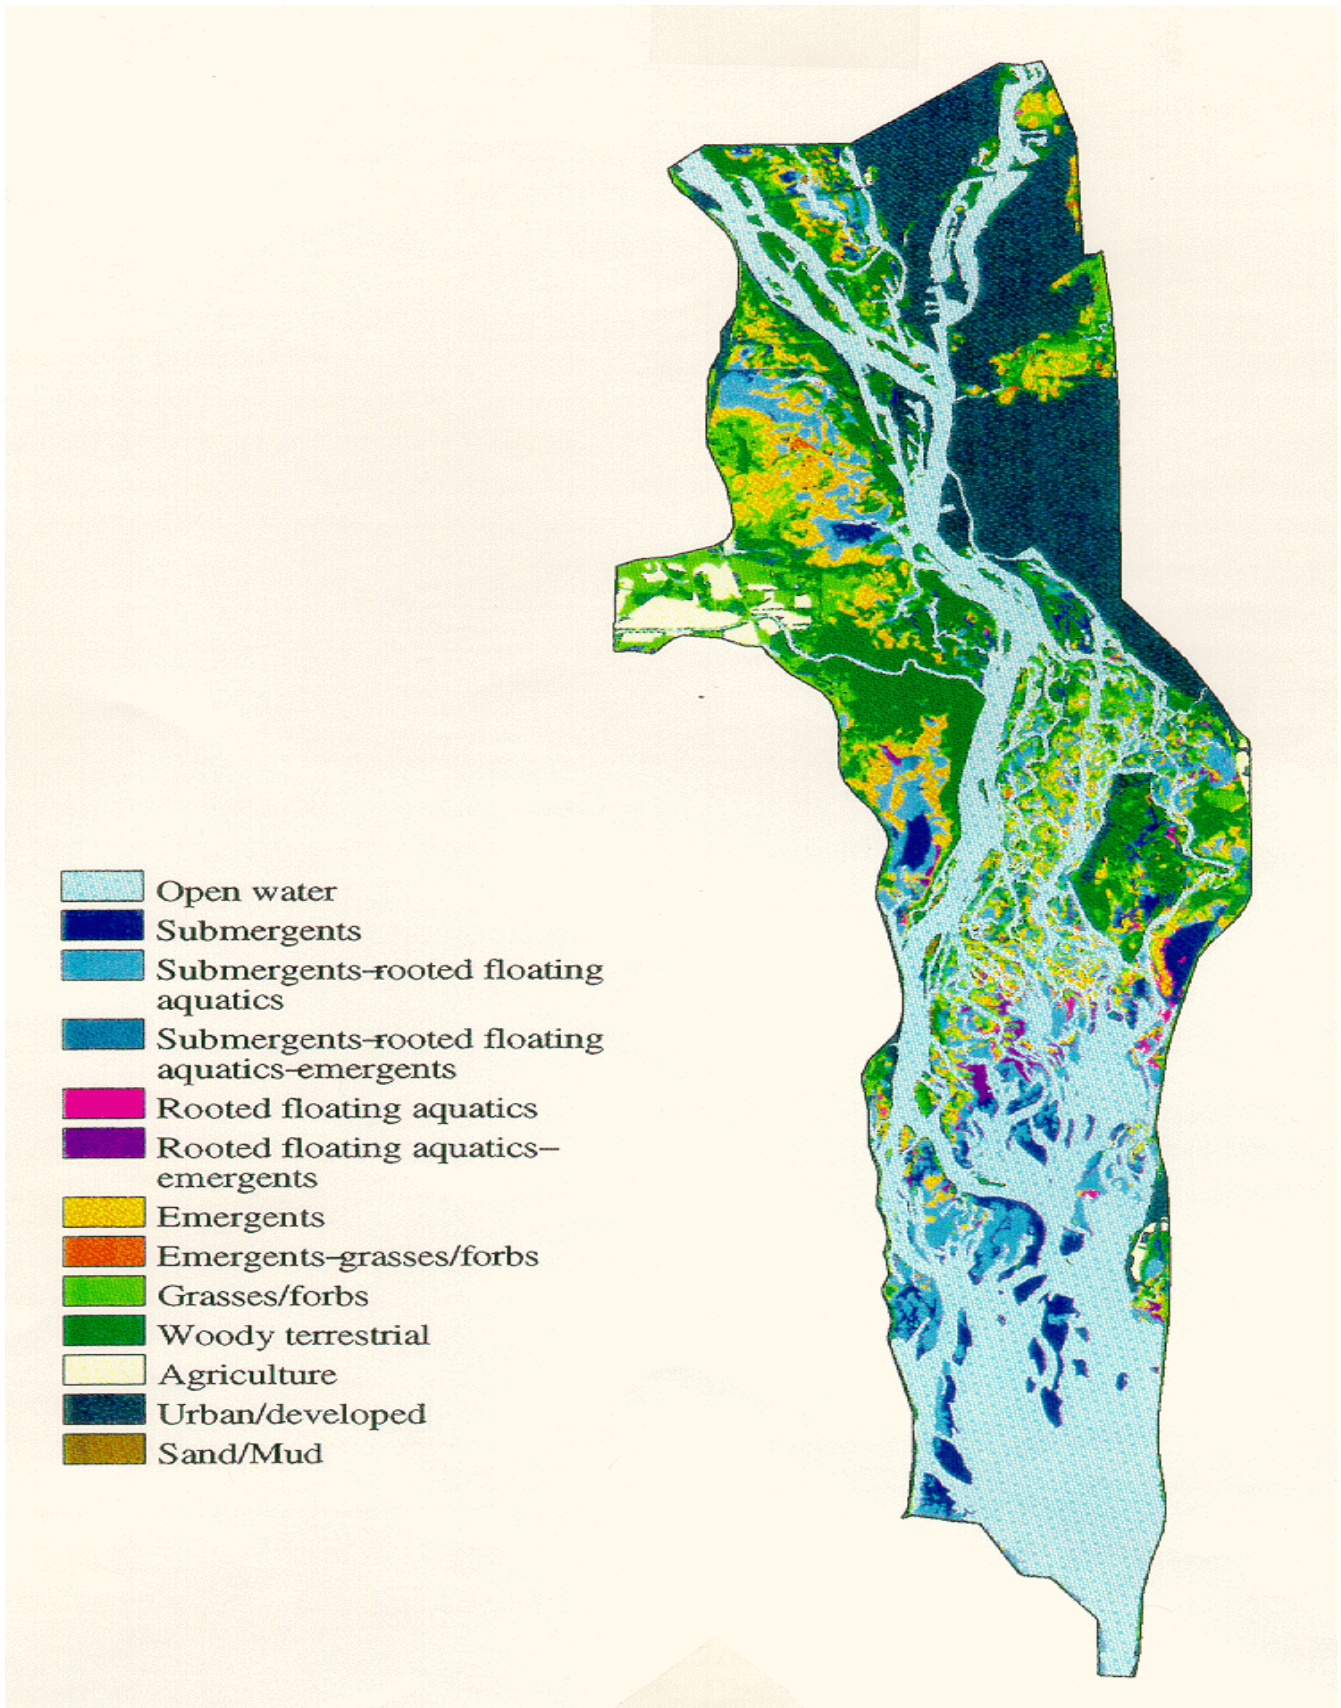 Open water
Submergents
Submergents-rooted floating
aquatics
Submergents-rooted floating
aquatics-emergents
Rooted floating aquatics
Rooted floating aquatics–
emergents
Emergents
Emergents-grasses/forbs
Grasses/forbs
Woody terrestrial
Agriculture
Urban/developed
Sand/Mud